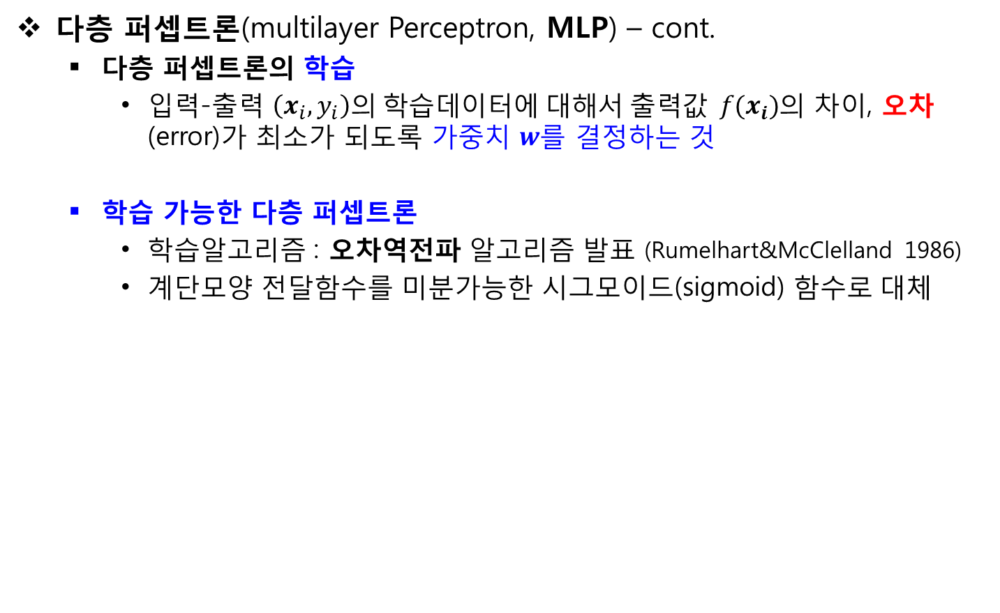 ❖ 다층 퍼셉트론(multilayer Perceptron, MLP) – cont.
▪ 다층 퍼셉트론의 학습
• 입력-출력 (𝒙ᵢ, yᵢ)의 학습데이터에 대해서 출력값 f(𝒙ᵢ)의 차이, 오차
(error)가 최소가 되도록 가중치 𝒘를 결정하는 것
▪ 학습 가능한 다층 퍼셉트론
• 학습알고리즘 : 오차역전파 알고리즘 발표 (Rumelhart&McClelland 1986)
• 계단모양 전달함수를 미분가능한 시그모이드(sigmoid) 함수로 대체